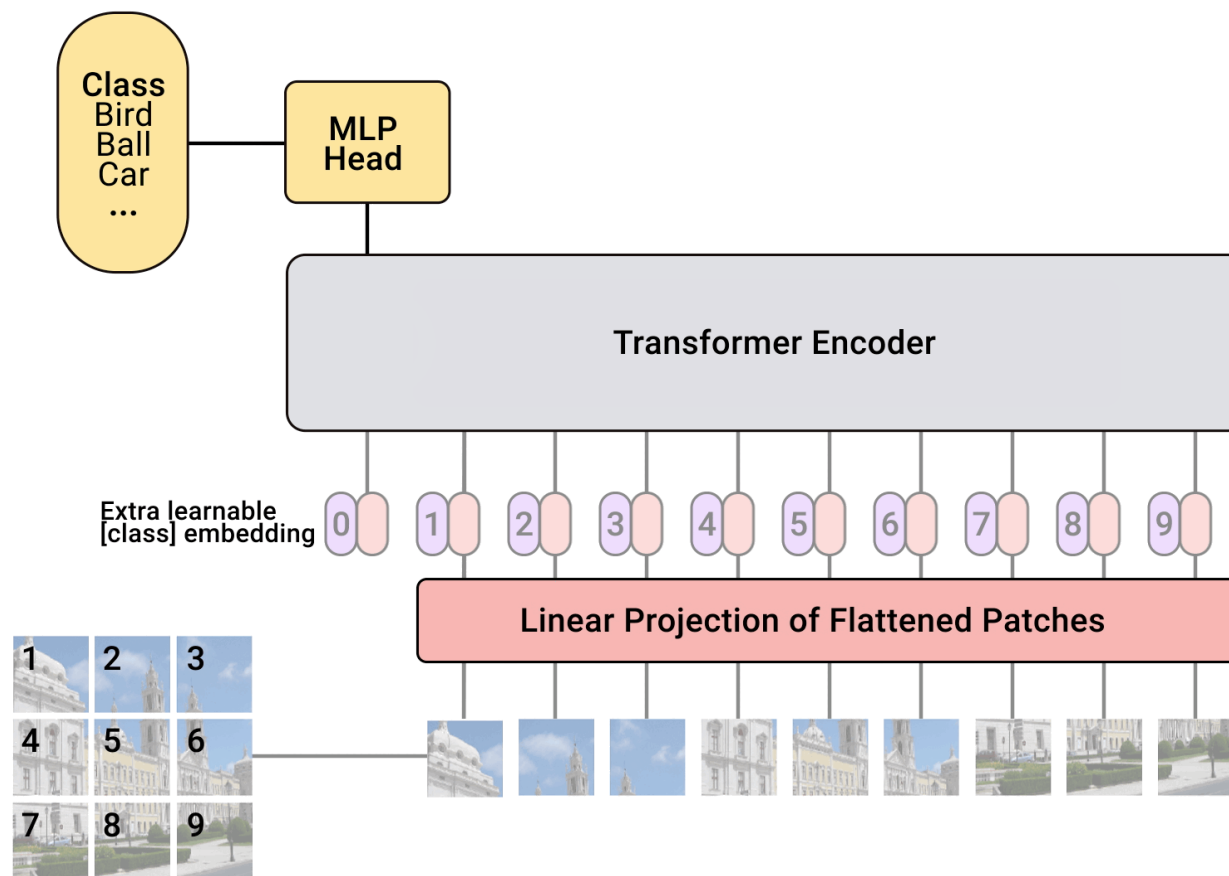 Class
Bird
Ball
Car
...
MLP
Head
Transformer Encoder
Extra learnable
[class] embedding
0 1 2 3 4 5 6 7 8 9
Linear Projection of Flattened Patches
1 2 3
4 5 6
7 8 9